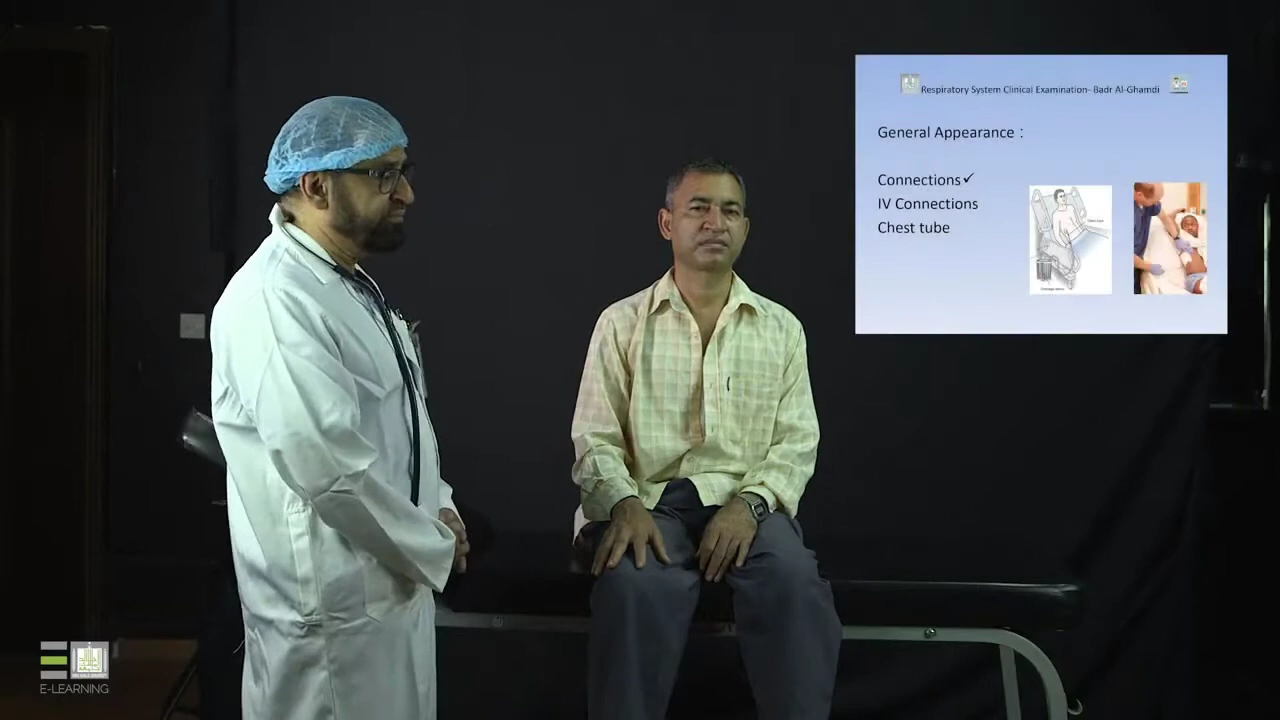 Respiratory System Clinical Examination- Badr Al-Ghamdi
General Appearance :
Connections✓
IV Connections
Chest tube
E-LEARNING